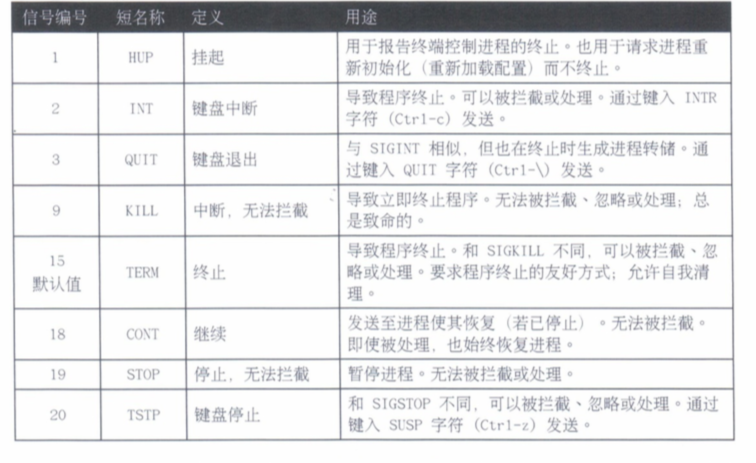 信号编号 短名称 定义 用途
1 HUP 挂起 用于报告终端控制进程的终止。也用于请求进程重
新初始化（重新加载配置）而不终止。
2 INT 键盘中断 导致程序终止。可以被拦截或处理。通过键入 INTR
字符（Ctrl-c）发送。
3 QUIT 键盘退出 与 SIGINT 相似，但也在终止时生成进程转储。通
过键入 QUIT 字符（Ctrl-\）发送。
9 KILL 中断，无法拦截 导致立即终止程序。无法被拦截、忽略或处理；总
是致命的。
15
默认值 TERM 终止 导致程序终止。和 SIGKILL 不同，可以被拦截、忽
略或处理。要求程序终止的友好方式；允许自我清
理。
18 CONT 继续 发送至进程使其恢复（若已停止）。无法被拦截。
即使被处理，也始终恢复进程。
19 STOP 停止，无法拦截 暂停进程。无法被拦截或处理。
20 TSTP 键盘停止 和 SIGSTOP 不同，可以被拦截、忽略或处理。通过
键入 SUSP 字符（Ctrl-z）发送。